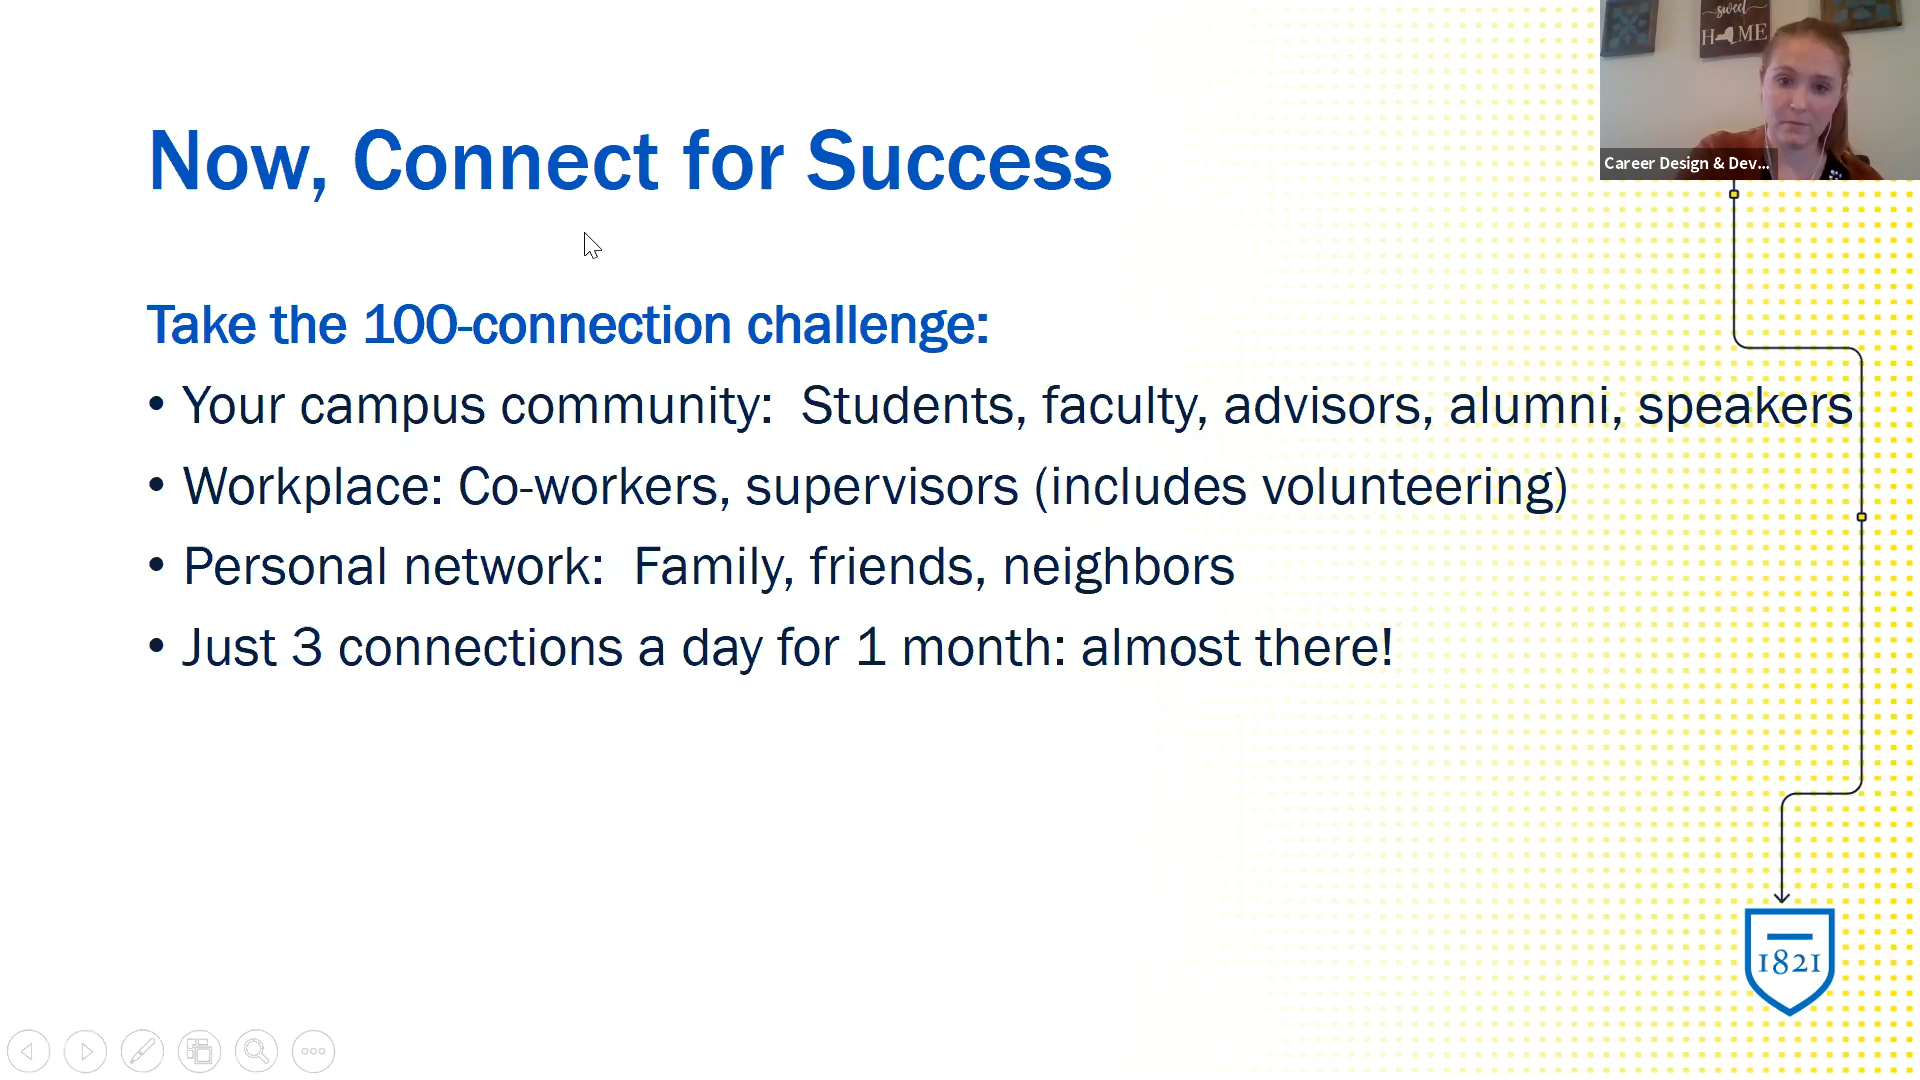 Now, Connect for Success
Take the 100-connection challenge:
• Your campus community:  Students, faculty, advisors, alumni, speakers
• Workplace: Co-workers, supervisors (includes volunteering)
• Personal network:  Family, friends, neighbors
• Just 3 connections a day for 1 month: almost there!
sweet
H ME
Career Design & Dev...
1821